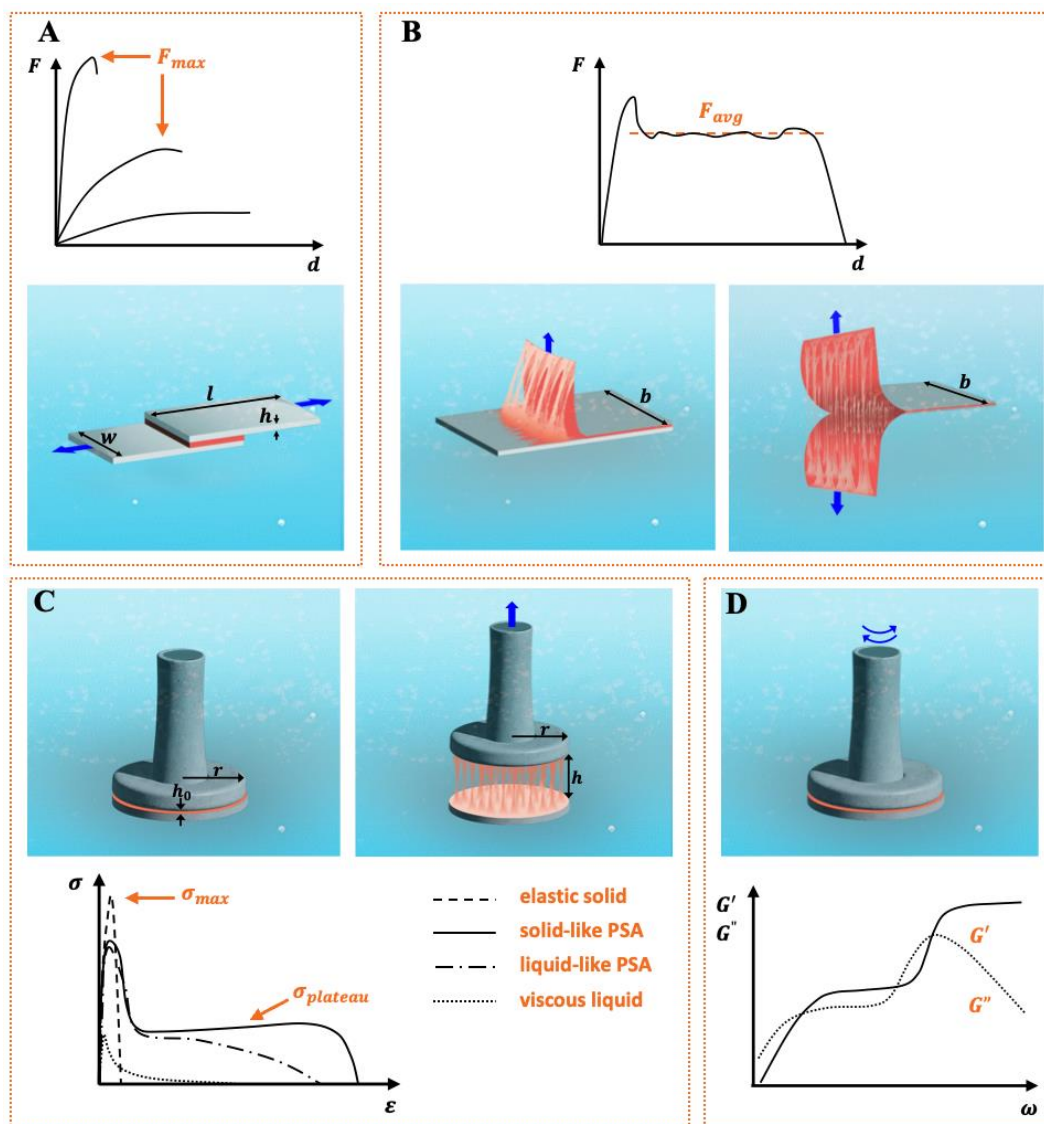 A
F
F_max
d
l
h
w
B
F
F_avg
d
b
b
C
r
h_0
r
h
σ
σ_max
σ_plateau
ε
elastic solid
solid-like PSA
liquid-like PSA
viscous liquid
D
G'
G"
G'
G"
ω